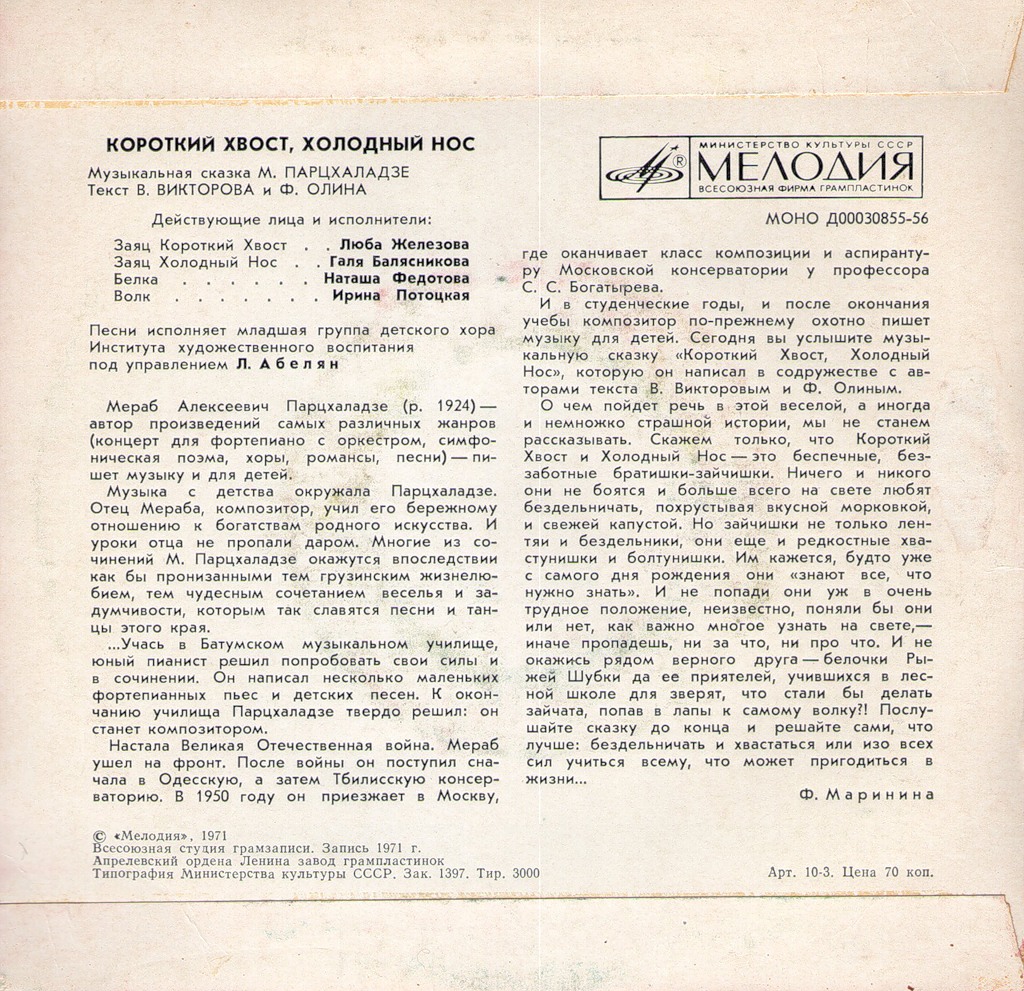 КОРОТКИЙ ХВОСТ, ХОЛОДНЫЙ НОС
Музыкальная сказка М. ПАРЦХАЛАДЗЕ
Текст В. ВИКТОРОВА и Ф. ОЛИНА
Действующие лица и исполнители:
Заяц Короткий Хвост . . Люба Железова
Заяц Холодный Нос . . Галя Балясникова
Белка . . . . . . Наташа Федотова
Волк . . . . . . . Ирина Потоцкая
Песни исполняет младшая группа детского хора
Института художественного воспитания
под управлением Л. Абелян
Мераб Алексеевич Парцхаладзе (р. 1924) —
автор произведений самых различных жанров
(концерт для фортепиано с оркестром, симфо-
ническая поэма, хоры, романсы, песни) — пи-
шет музыку и для детей.
Музыка с детства окружала Парцхаладзе.
Отец Мераба, композитор, учил его бережному
отношению к богатствам родного искусства. И
уроки отца не пропали даром. Многие из со-
чинений М. Парцхаладзе окажутся впоследствии
как бы пронизанными тем грузинским жизнелю-
бием, тем чудесным сочетанием веселья и за-
думчивости, которым так славятся песни и тан-
цы этого края.
...Учась в Батумском музыкальном училище,
юный пианист решил попробовать свои силы и
в сочинении. Он написал несколько маленьких
фортепианных пьес и детских песен. К окон-
чанию училища Парцхаладзе твердо решил: он
станет композитором.
Настала Великая Отечественная война. Мераб
ушел на фронт. После войны он поступил сна-
чала в Одесскую, а затем Тбилисскую консер-
ваторию. В 1950 году он приезжает в Москву,
МИНИСТЕРСТВО КУЛЬТУРЫ СССР
® МЕЛОДИЯ
ВСЕСОЮЗНАЯ ФИРМА ГРАМПЛАСТИНОК
МОНО Д00030855-56
где оканчивает класс композиции и аспиранту-
ру Московской консерватории у профессора
С. С. Богатырева.
И в студенческие годы, и после окончания
учебы композитор по-прежнему охотно пишет
музыку для детей. Сегодня вы услышите музы-
кальную сказку «Короткий Хвост, Холодный
Нос», которую он написал в содружестве с ав-
торами текста В. Викторовым и Ф. Олиным.
О чем пойдет речь в этой веселой, а иногда
и немножко страшной истории, мы не станем
рассказывать. Скажем только, что Короткий
Хвост и Холодный Нос — это беспечные, без-
заботные братишки-зайчишки. Ничего и никого
они не боятся и больше всего на свете любят
бездельничать, похрустывая вкусной морковкой,
и свежей капустой. Но зайчишки не только лен-
тяи и бездельники, они еще и редкостные хва-
стунишки и болтунишки. Им кажется, будто уже
с самого дня рождения они «знают все, что
нужно знать». И не попади они уж в очень
трудное положение, неизвестно, поняли бы они
или нет, как важно многое узнать на свете,—
иначе пропадешь, ни за что, ни про что. И не
окажись рядом верного друга — белочки Ры-
жей Шубки да ее приятелей, учившихся в лес-
ной школе для зверят, что стали бы делать
зайчата, попав в лапы к самому волку?! Послу-
шайте сказку до конца и решайте сами, что
лучше: бездельничать и хвастаться или изо всех
сил учиться всему, что может пригодиться в
жизни...
Ф. Маринина
© «Мелодия», 1971
Всесоюзная студия грамзаписи. Запись 1971 г.
Апрелевский ордена Ленина завод грампластинок
Типография Министерства культуры СССР. Зак. 1397. Тир. 3000
Арт. 10-3. Цена 70 коп.